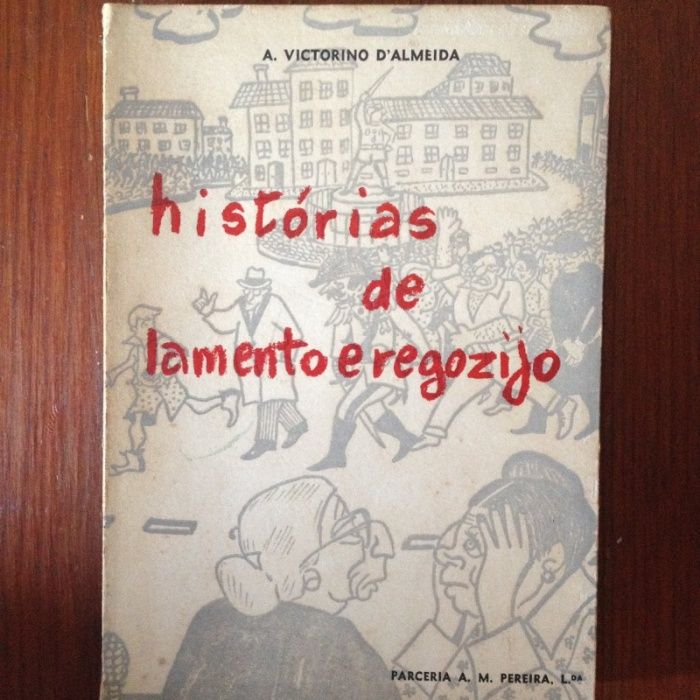 A. VICTORINO D'ALMEIDA
histórias
de
lamento e regozijo
PARCERIA A. M. PEREIRA, L.DA